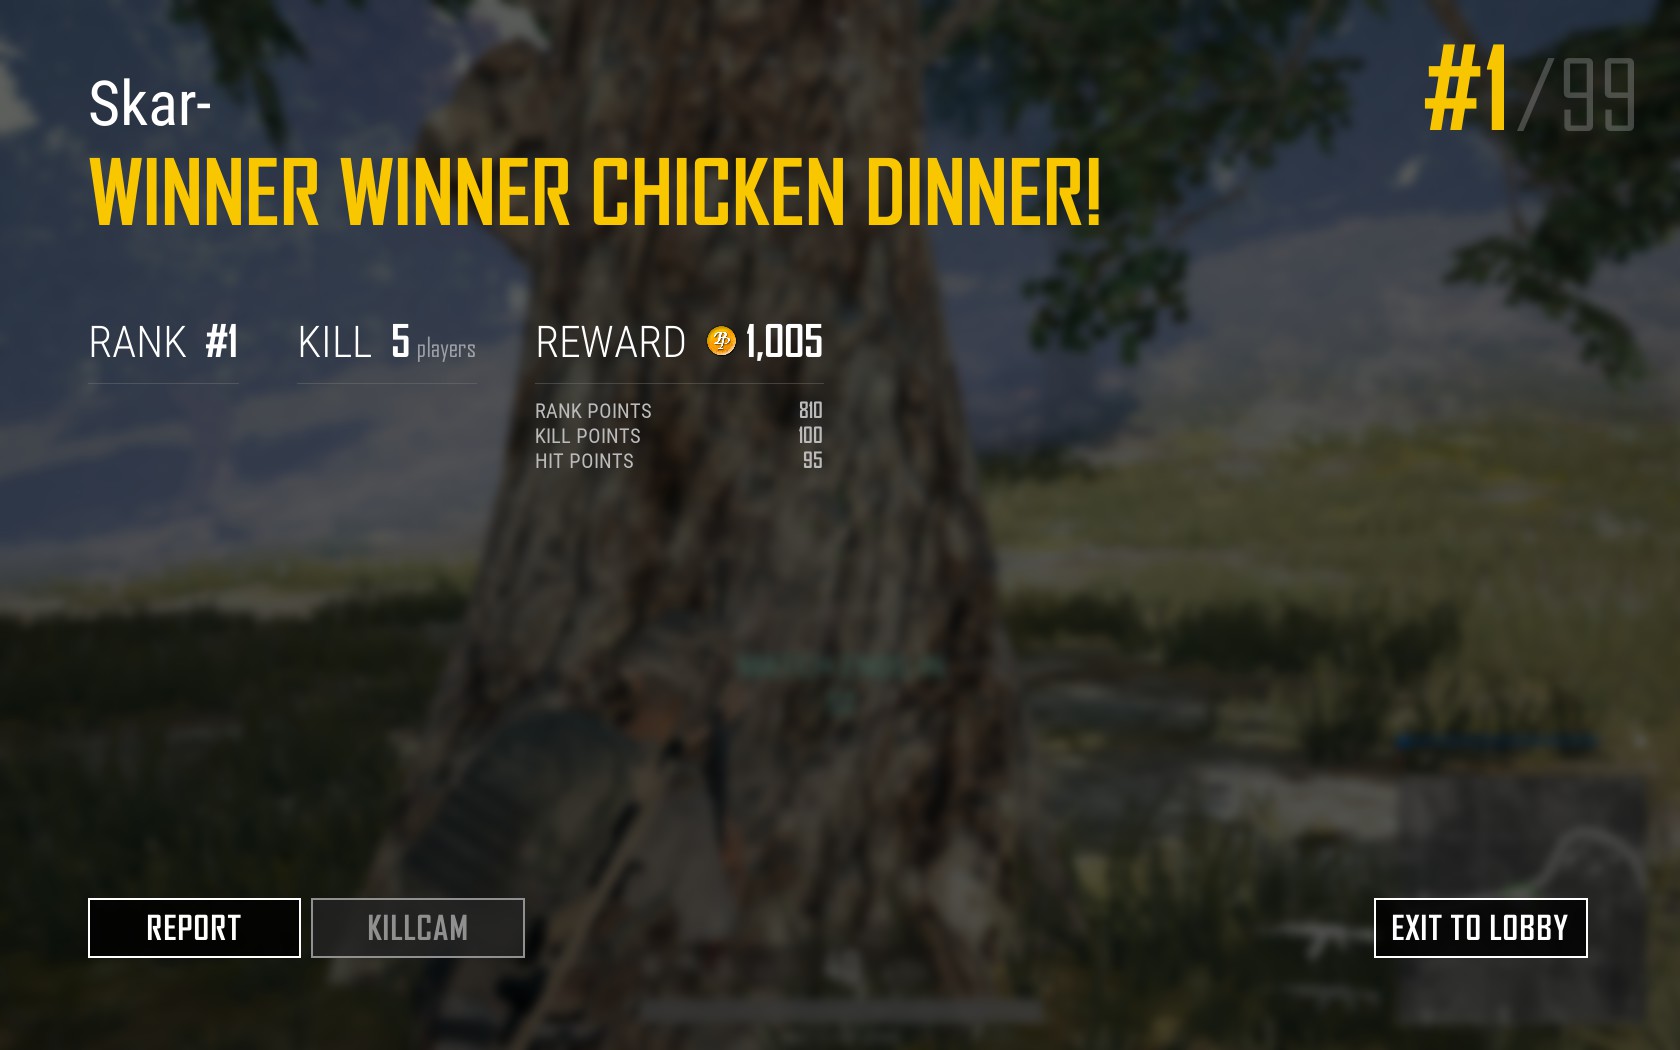 Skar-
#1/99
WINNER WINNER CHICKEN DINNER!
RANK #1 KILL 5 players REWARD 1,005
RANK POINTS 810
KILL POINTS 100
HIT POINTS 95
REPORT KILLCAM EXIT TO LOBBY